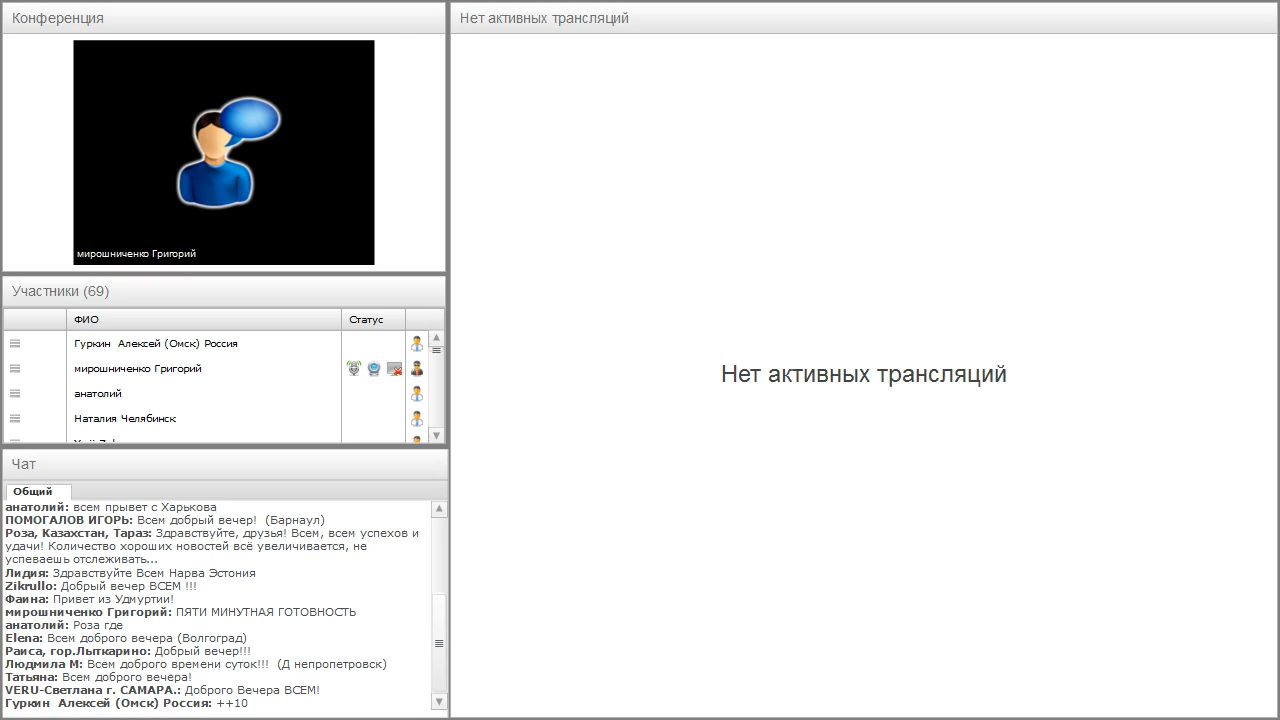 Конференция
мирошниченко Григорий
Участники (69)
ФИО Статус
Гуркин Алексей (Омск) Россия
мирошниченко Григорий
анатолий
Наталия Челябинск
Чат
Общий
анатолий: всем прывет с Харькова
ПОМОГАЛОВ ИГОРЬ: Всем добрый вечер! (Барнаул)
Роза, Казахстан, Тараз: Здравствуйте, друзья! Всем, всем успехов и
удачи! Количество хороших новостей всё увеличивается, не
успеваешь отслеживать...
Лидия: Здравствуйте Всем Нарва Эстония
Zikrullo: Добрый вечер ВСЕМ !!!
Фаина: Привет из Удмуртии!
мирошниченко Григорий: ПЯТИ МИНУТНАЯ ГОТОВНОСТЬ
анатолий: Роза где
Elena: Всем доброго вечера (Волгоград)
Раиса, гор.Лыткарино: Добрый вечер!!!
Людмила М: Всем доброго времени суток!!! (Д непропетровск)
Татьяна: Всем доброго вечера!
VERU-Светлана г. САМАРА.: Доброго Вечера ВСЕМ!
Гуркин Алексей (Омск) Россия: ++10
Нет активных трансляций
Нет активных трансляций